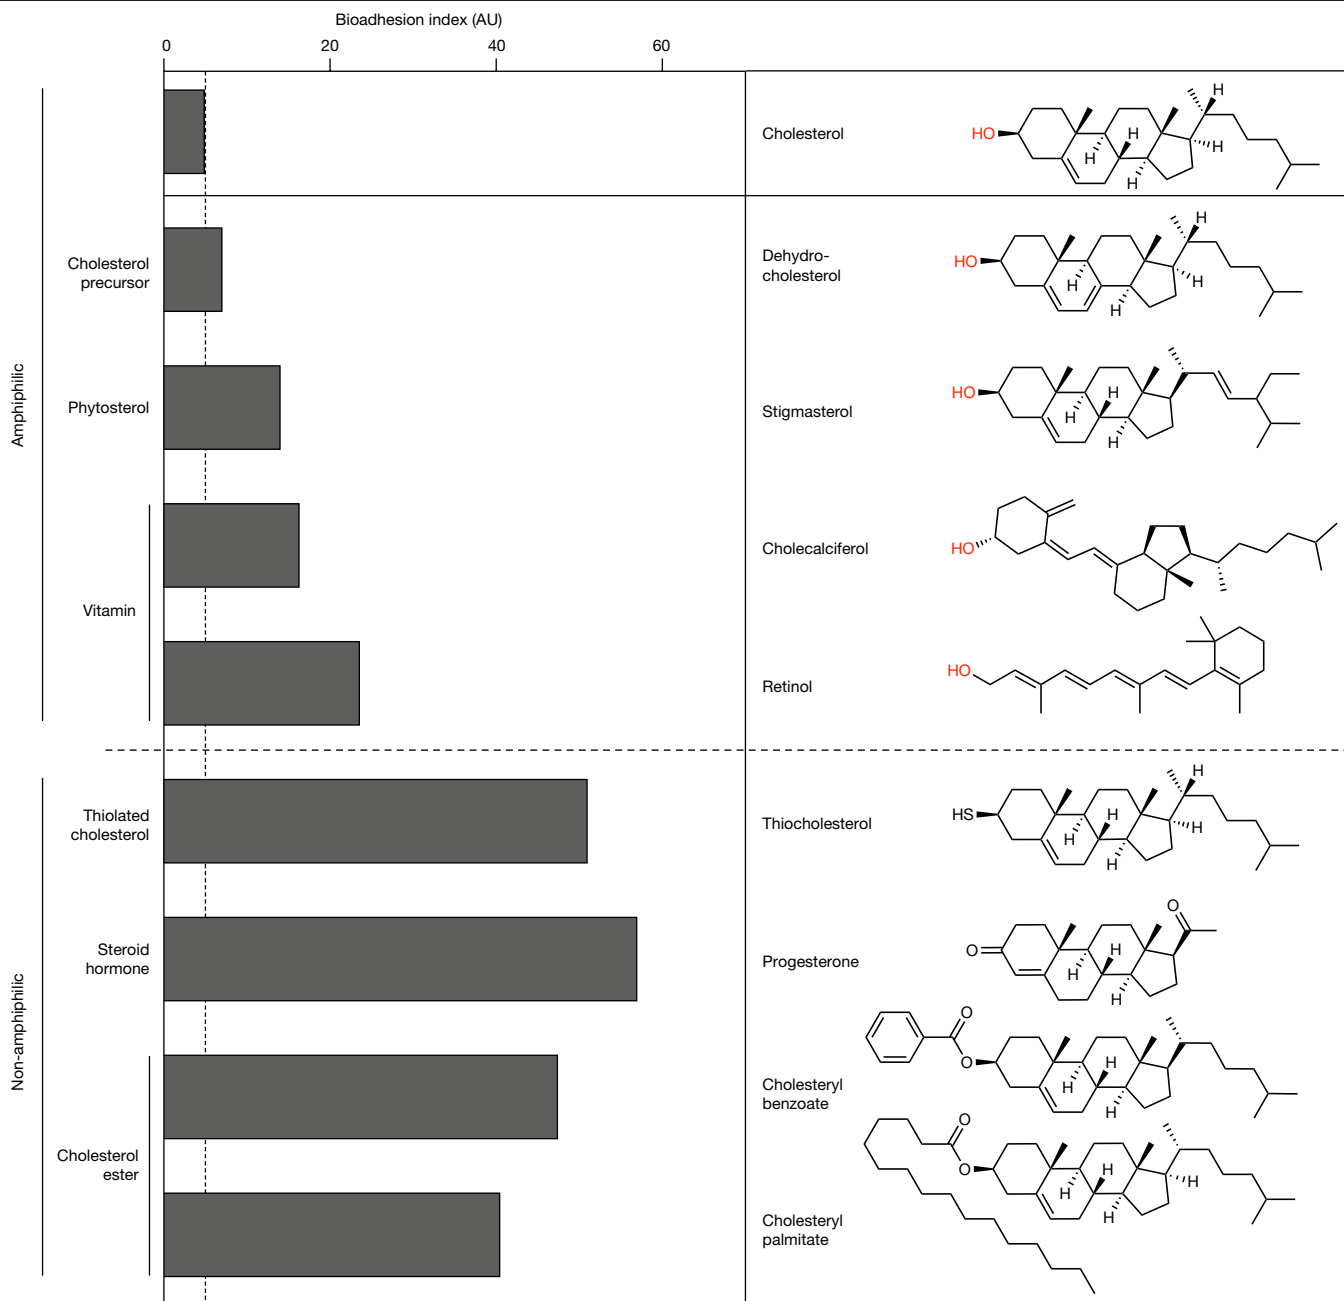 Bioadhesion index (AU)
0 20 40 60
Amphiphilic
Cholesterol
HO H H H H H
Cholesterol
precursor
Dehydro-
cholesterol
HO H H H H
Phytosterol
Stigmasterol
HO H H H
Vitamin
Cholecalciferol
HO
Retinol
HO
Non-amphiphilic
Thiolated
cholesterol
Thiocholesterol
HS H H H H H
Steroid
hormone
Progesterone
O H H H O
Cholesterol
ester
Cholesteryl
benzoate
O O H H H
Cholesteryl
palmitate
O O H H H H